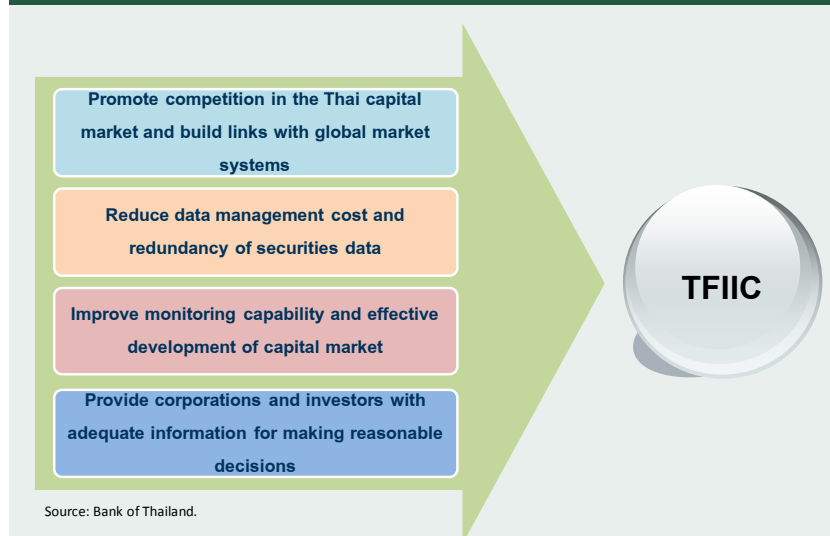 Promote competition in the Thai capital
market and build links with global market
systems
Reduce data management cost and
redundancy of securities data
Improve monitoring capability and effective
development of capital market
Provide corporations and investors with
adequate information for making reasonable
decisions
TFIIC
Source: Bank of Thailand.